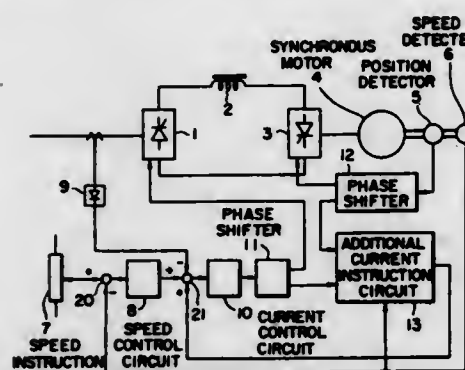 SPEED
DETECTE
6
SYNCHRONOUS
MOTOR
4
POSITION
DETECTOR
5
2
1
3
12
PHASE
SHIFTER
9
PHASE
SHIFTER
11
ADDITIONAL
CURRENT
INSTRUCTION
CIRCUIT
13
+
-
20
+
-
+
21
7
8
10
SPEED
INSTRUCTION
SPEED
CONTROL
CIRCUIT
CURRENT
CONTROL
CIRCUIT